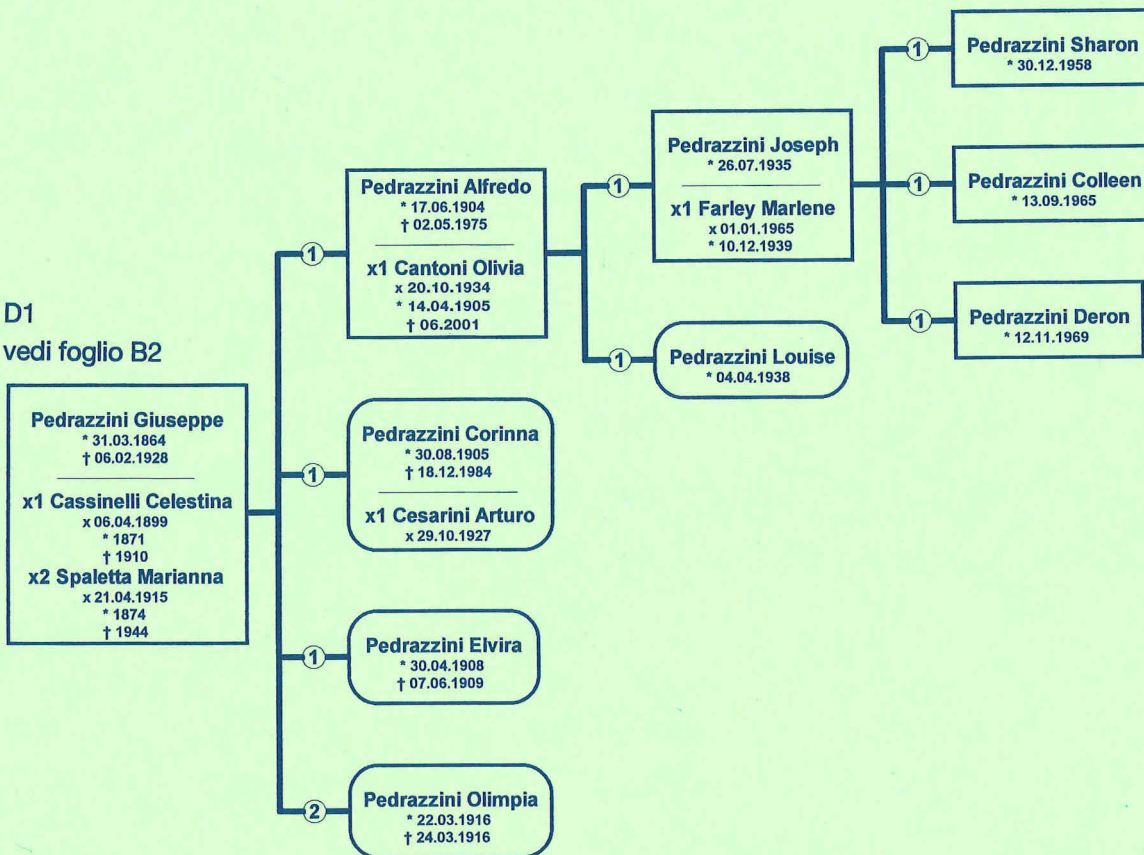 D1
vedi foglio B2
Pedrazzini Giuseppe
* 31.03.1864
† 06.02.1928
x1 Cassinelli Celestina
x 06.04.1899
* 1871
† 1910
x2 Spaletta Marianna
x 21.04.1915
* 1874
† 1944
1
Pedrazzini Alfredo
* 17.06.1904
† 02.05.1975
x1 Cantoni Olivia
x 20.10.1934
* 14.04.1905
† 06.2001
1
Pedrazzini Corinna
* 30.08.1905
† 18.12.1984
x1 Cesarini Arturo
x 29.10.1927
1
Pedrazzini Elvira
* 30.04.1908
† 07.06.1909
2
Pedrazzini Olimpia
* 22.03.1916
† 24.03.1916
1
Pedrazzini Joseph
* 26.07.1935
x1 Farley Marlene
x 01.01.1965
* 10.12.1939
1
Pedrazzini Louise
* 04.04.1938
1
Pedrazzini Sharon
* 30.12.1958
1
Pedrazzini Colleen
* 13.09.1965
1
Pedrazzini Deron
* 12.11.1969